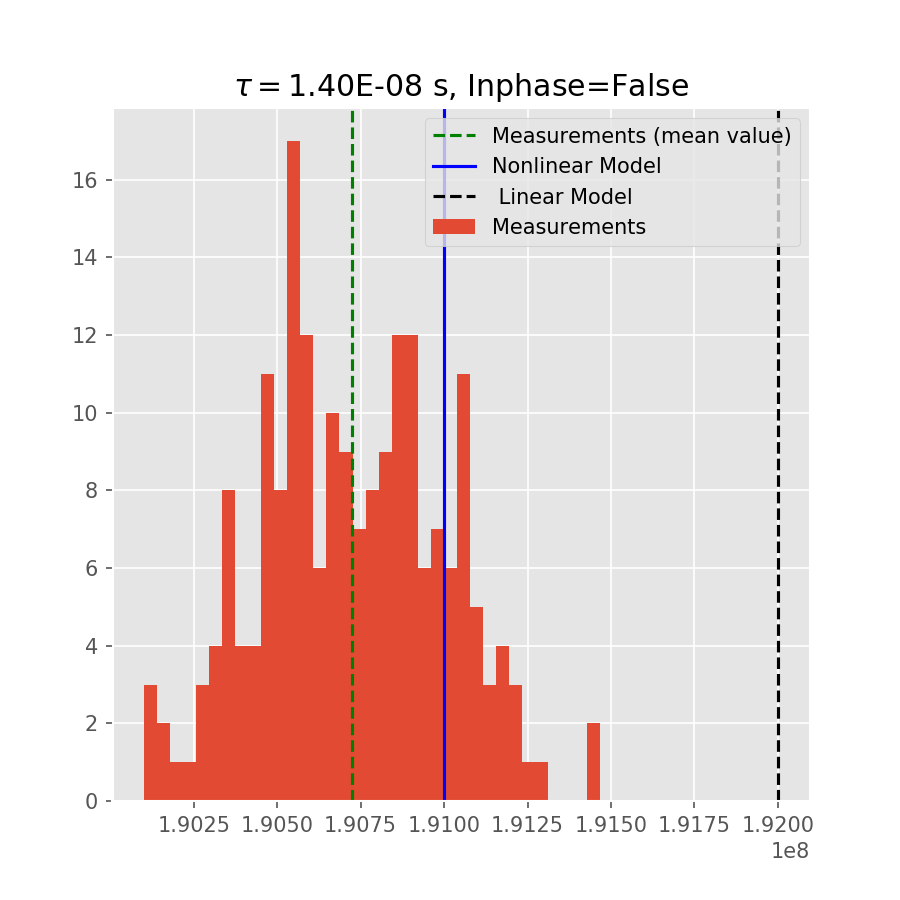 τ = 1.40E-08 s, Inphase=False
Measurements (mean value)
Nonlinear Model
Linear Model
Measurements
16
14
12
10
8
6
4
2
0
1.9025 1.9050 1.9075 1.9100 1.9125 1.9150 1.9175 1.9200
1e8